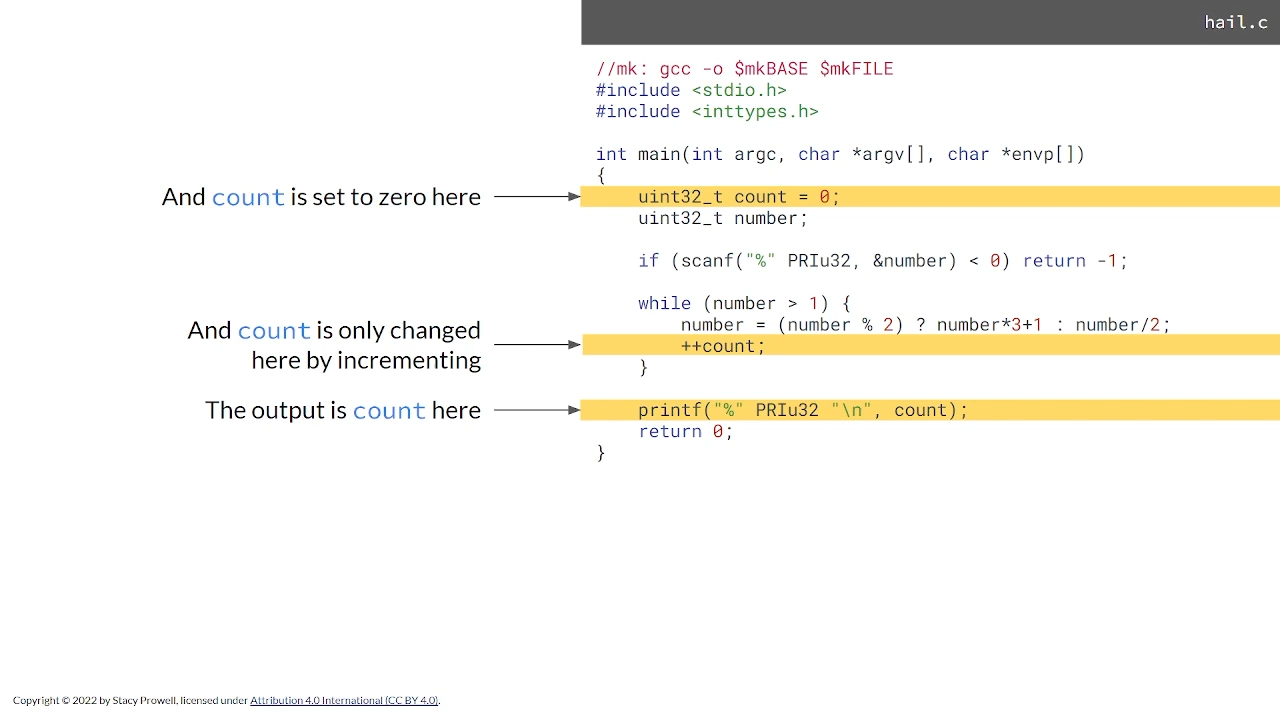 hail.c
//mk: gcc -o $mkBASE $mkFILE
#include <stdio.h>
#include <inttypes.h>
int main(int argc, char *argv[], char *envp[])
{
And count is set to zero here
uint32_t count = 0;
uint32_t number;
if (scanf("%" PRIu32, &number) < 0) return -1;
while (number > 1) {
number = (number % 2) ? number*3+1 : number/2;
And count is only changed
here by incrementing
++count;
}
The output is count here
printf("%" PRIu32 "\n", count);
return 0;
}
Copyright © 2022 by Stacy Prowell, licensed under Attribution 4.0 International (CC BY 4.0).